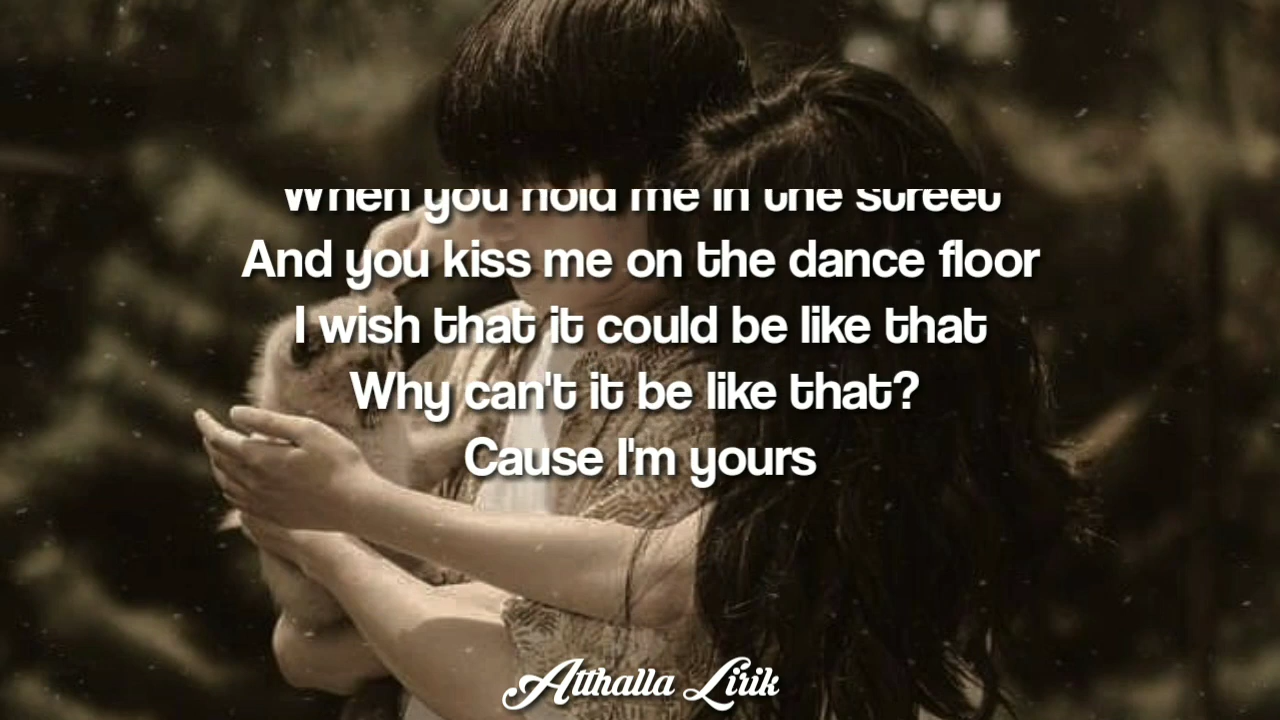 When you hold me in the street
And you kiss me on the dance floor
I wish that it could be like that
Why can't it be like that?
Cause I'm yours
Atthalla Lirik